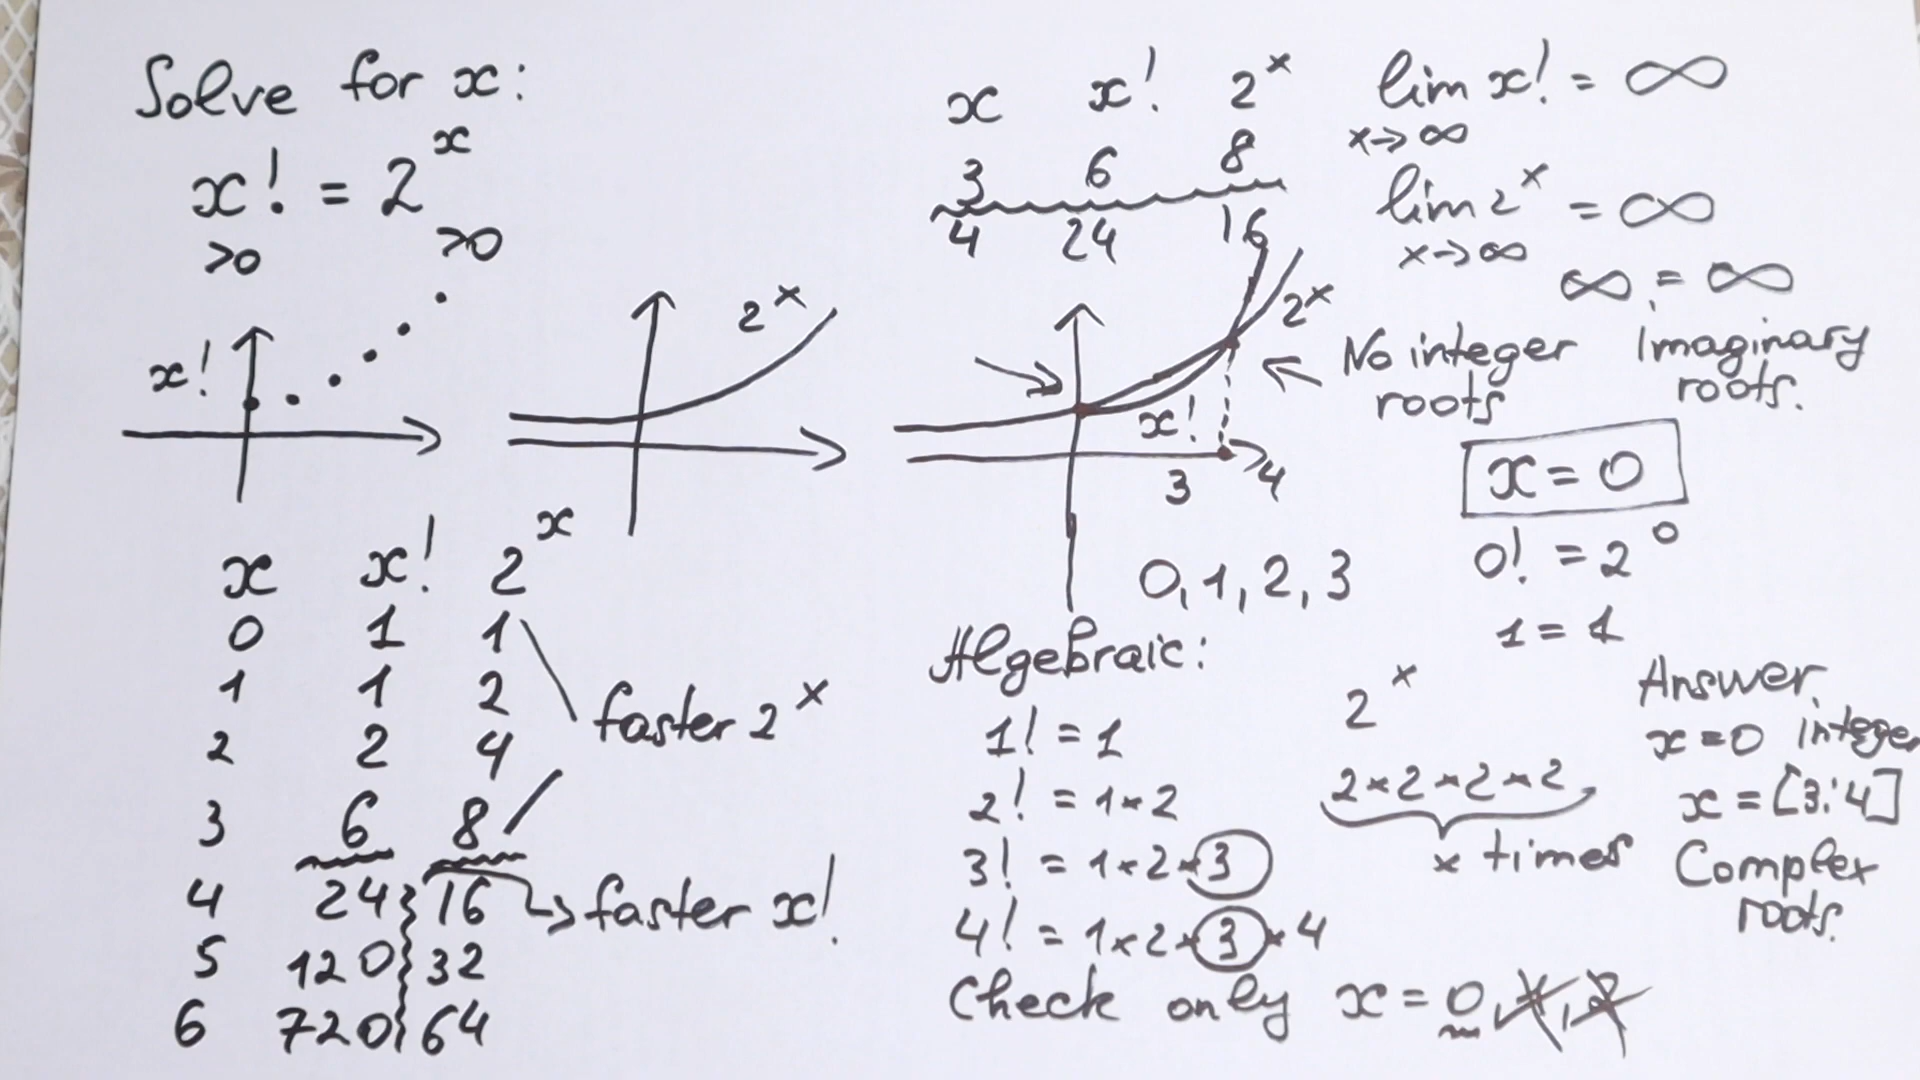 Solve for x:
x! = 2^x
>0 >0
x!
2^x
x x! 2^x
0 1 1
1 1 2
2 2 4
faster 2^x
3 6 8
4 24 16
faster x!
5 120 32
6 720 64
x x! 2^x
3 6 8
4 24 16
2^x
x!
3 4
0, 1, 2, 3
Algebraic:
1! = 1
2! = 1×2
3! = 1×2×3
4! = 1×2×3×4
Check only x = 0, 1, 2
lim x! = ∞
x→∞
lim 2^x = ∞
x→∞
∞ = ∞
No integer
roots
Imaginary
roots.
x = 0
0! = 2^0
1 = 1
2^x
2×2×2×2
x times
Answer
x = 0 integer
x = [3; 4]
Complex
roots.